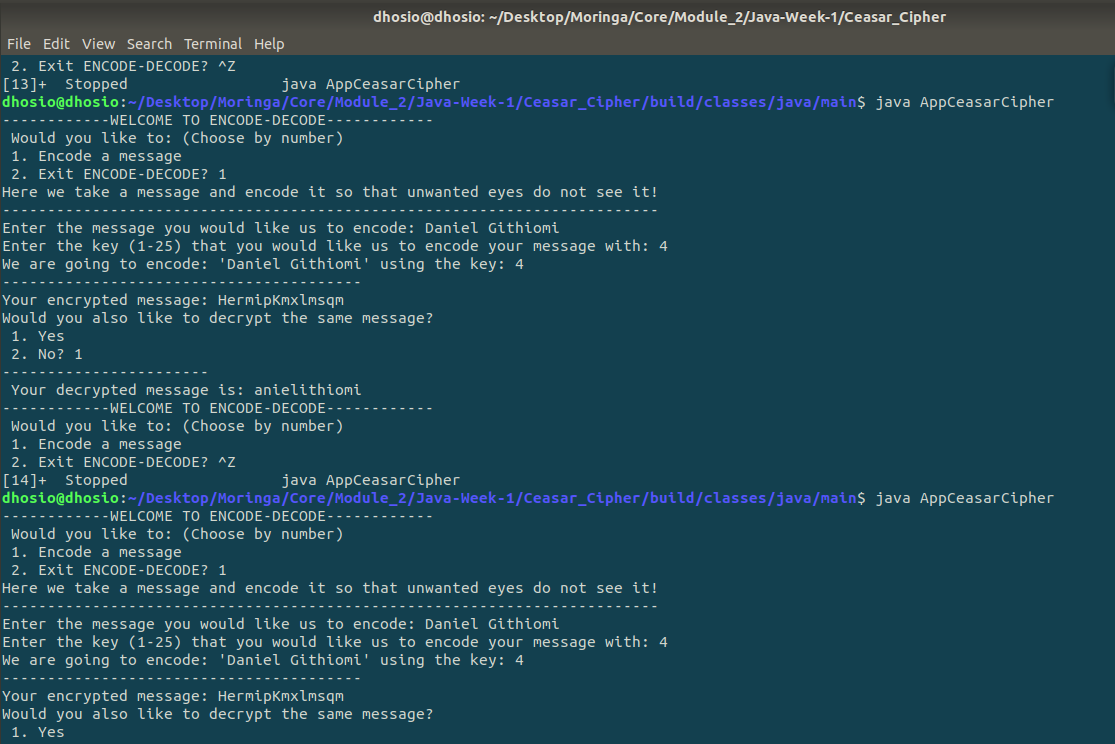 dhosio@dhosio: ~/Desktop/Moringa/Core/Module_2/Java-Week-1/Ceasar_Cipher
File Edit View Search Terminal Help
 2. Exit ENCODE-DECODE? ^Z
[13]+  Stopped                 java AppCeasarCipher
dhosio@dhosio:~/Desktop/Moringa/Core/Module_2/Java-Week-1/Ceasar_Cipher/build/classes/java/main$ java AppCeasarCipher
------------WELCOME TO ENCODE-DECODE------------
 Would you like to: (Choose by number)
 1. Encode a message
 2. Exit ENCODE-DECODE? 1
Here we take a message and encode it so that unwanted eyes do not see it!
-------------------------------------------------------------------------
Enter the message you would like us to encode: Daniel Githiomi
Enter the key (1-25) that you would like us to encode your message with: 4
We are going to encode: 'Daniel Githiomi' using the key: 4
----------------------------------------
Your encrypted message: HermipKmxlmsqm
Would you also like to decrypt the same message?
 1. Yes
 2. No? 1
-----------------------
 Your decrypted message is: anielithiomi
------------WELCOME TO ENCODE-DECODE------------
 Would you like to: (Choose by number)
 1. Encode a message
 2. Exit ENCODE-DECODE? ^Z
[14]+  Stopped                 java AppCeasarCipher
dhosio@dhosio:~/Desktop/Moringa/Core/Module_2/Java-Week-1/Ceasar_Cipher/build/classes/java/main$ java AppCeasarCipher
------------WELCOME TO ENCODE-DECODE------------
 Would you like to: (Choose by number)
 1. Encode a message
 2. Exit ENCODE-DECODE? 1
Here we take a message and encode it so that unwanted eyes do not see it!
-------------------------------------------------------------------------
Enter the message you would like us to encode: Daniel Githiomi
Enter the key (1-25) that you would like us to encode your message with: 4
We are going to encode: 'Daniel Githiomi' using the key: 4
----------------------------------------
Your encrypted message: HermipKmxlmsqm
Would you also like to decrypt the same message?
 1. Yes